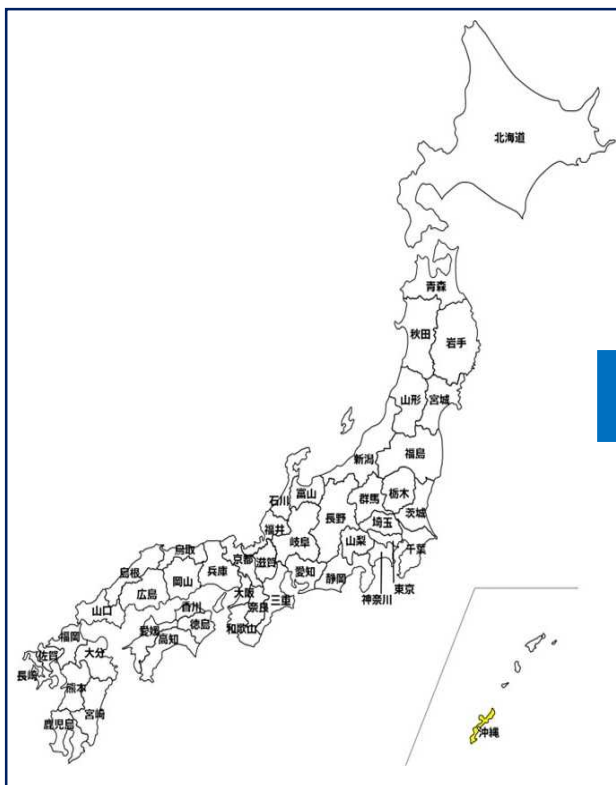 北海道
青森
秋田
岩手
山形
宮城
新潟
福島
石川
富山
群馬
栃木
福井
長野
埼玉
茨城
岐阜
山梨
千葉
鳥取
京都
滋賀
兵庫
愛知
静岡
東京
神奈川
島根
岡山
広島
大阪
奈良
三重
山口
香川
徳島
和歌山
愛媛
高知
福岡
佐賀
大分
長崎
熊本
宮崎
鹿児島
沖縄